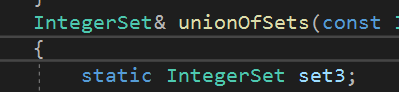 IntegerSet& unionOfSets(const
{
static IntegerSet set3;